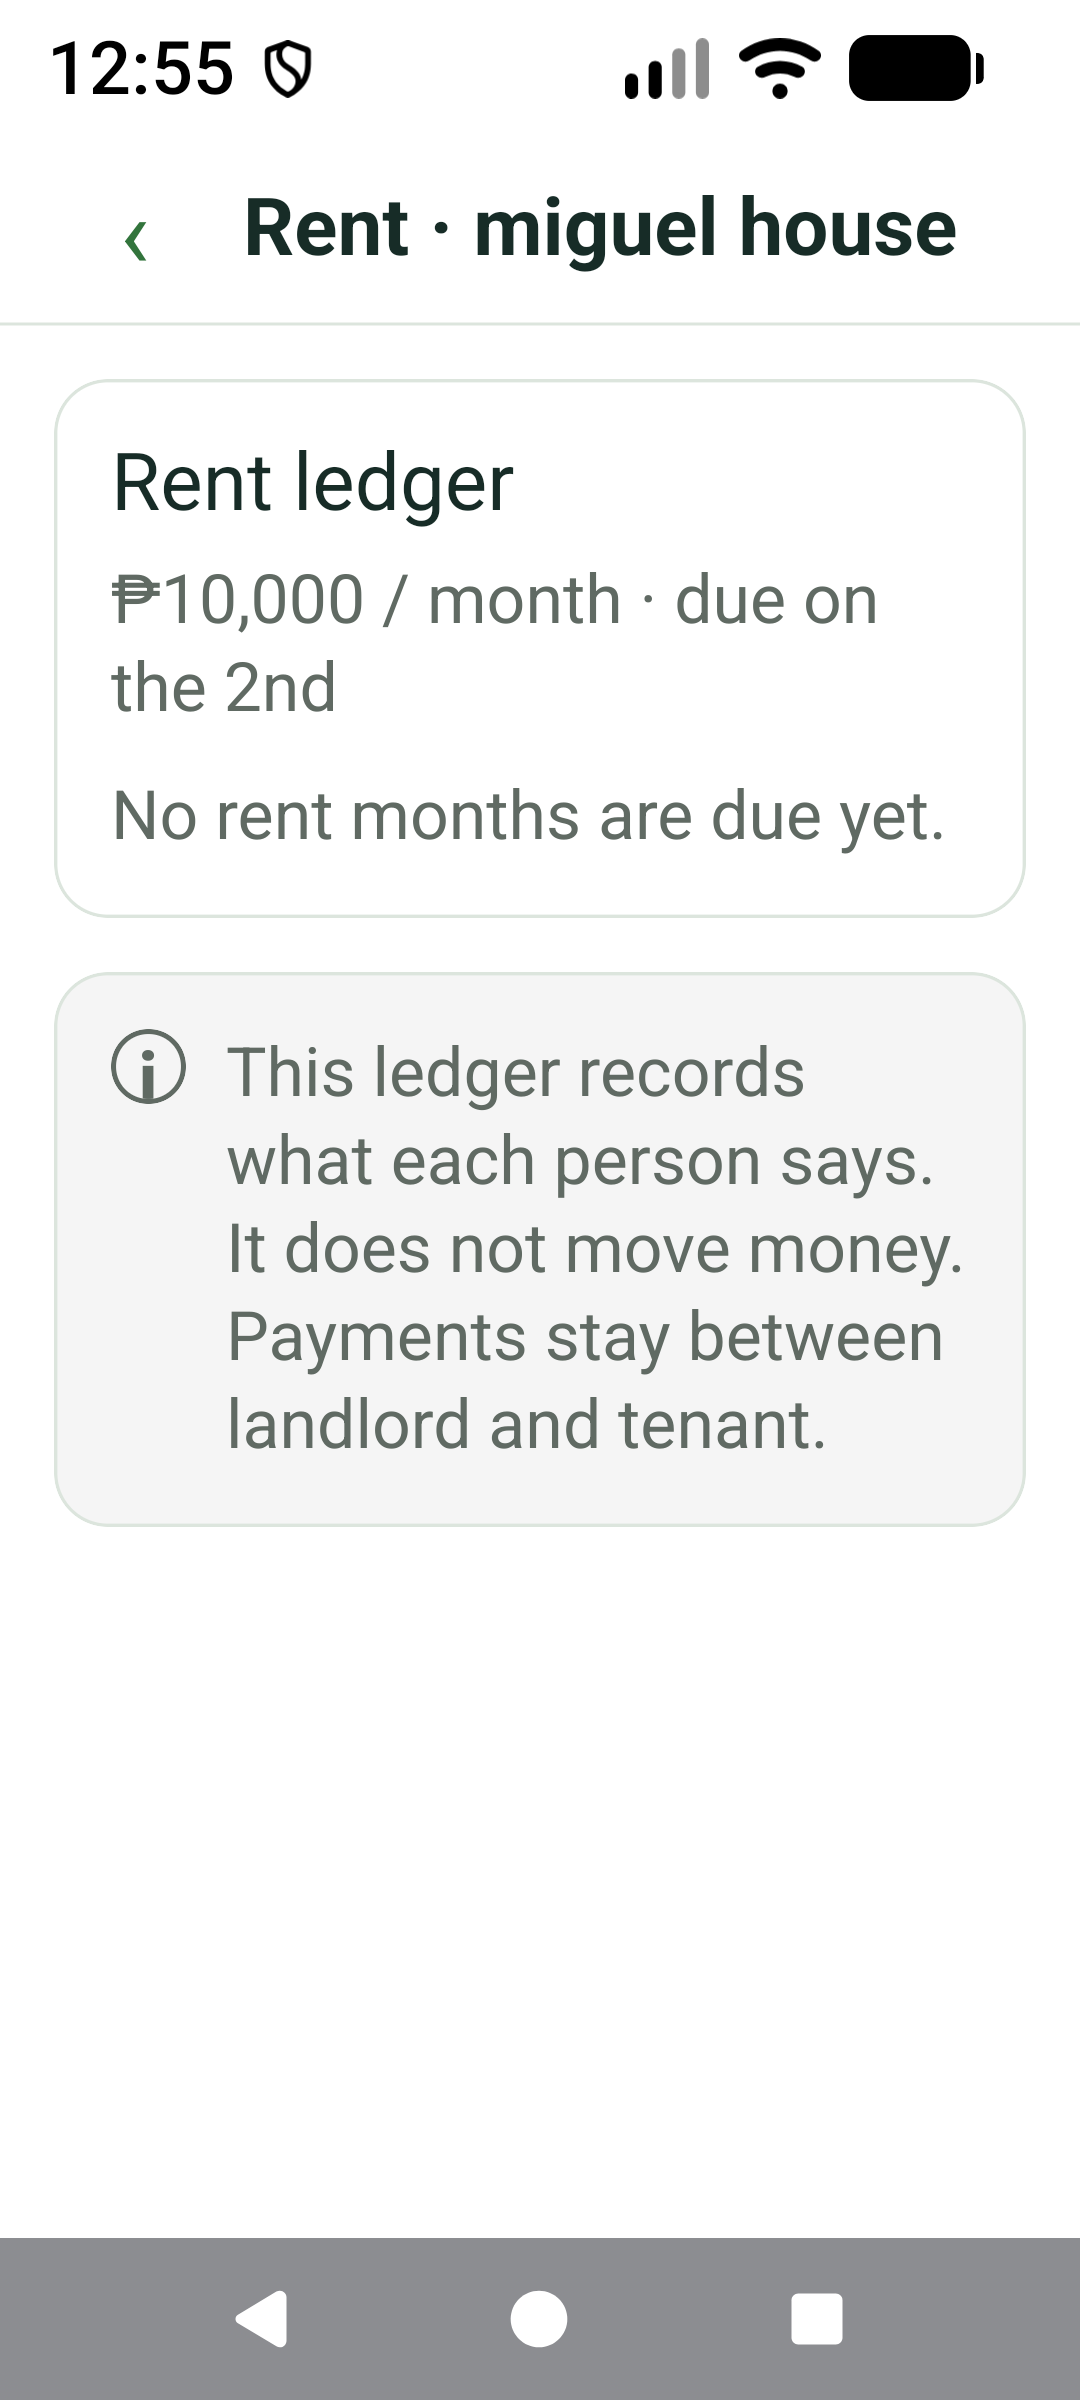 12:55
‹ Rent · miguel house
Rent ledger
₱10,000 / month · due on
the 2nd
No rent months are due yet.
This ledger records
what each person says.
It does not move money.
Payments stay between
landlord and tenant.